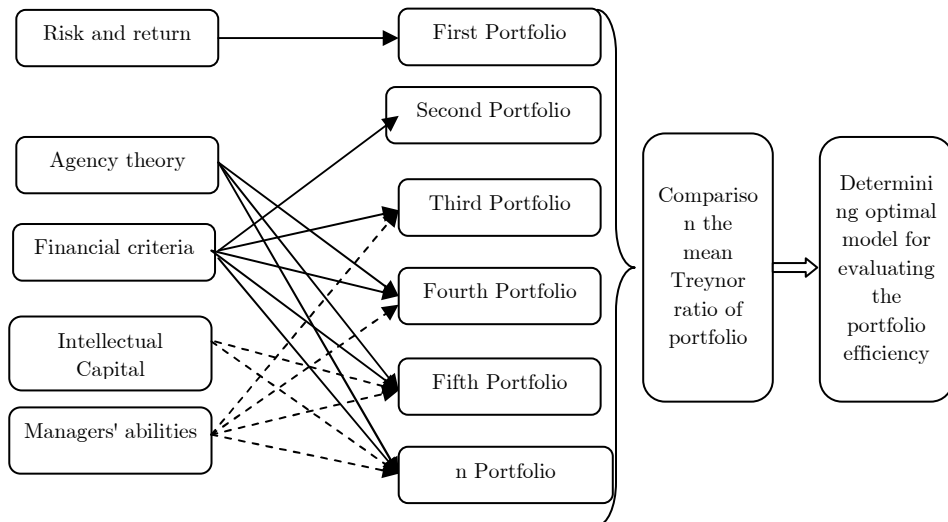 Risk and return
Agency theory
Financial criteria
Intellectual
Capital
Managers' abilities
First Portfolio
Second Portfolio
Third Portfolio
Fourth Portfolio
Fifth Portfolio
n Portfolio
Compariso
n the
mean
Treynor
ratio of
portfolio
Determini
ng optimal
model for
evaluating
the
portfolio
efficiency